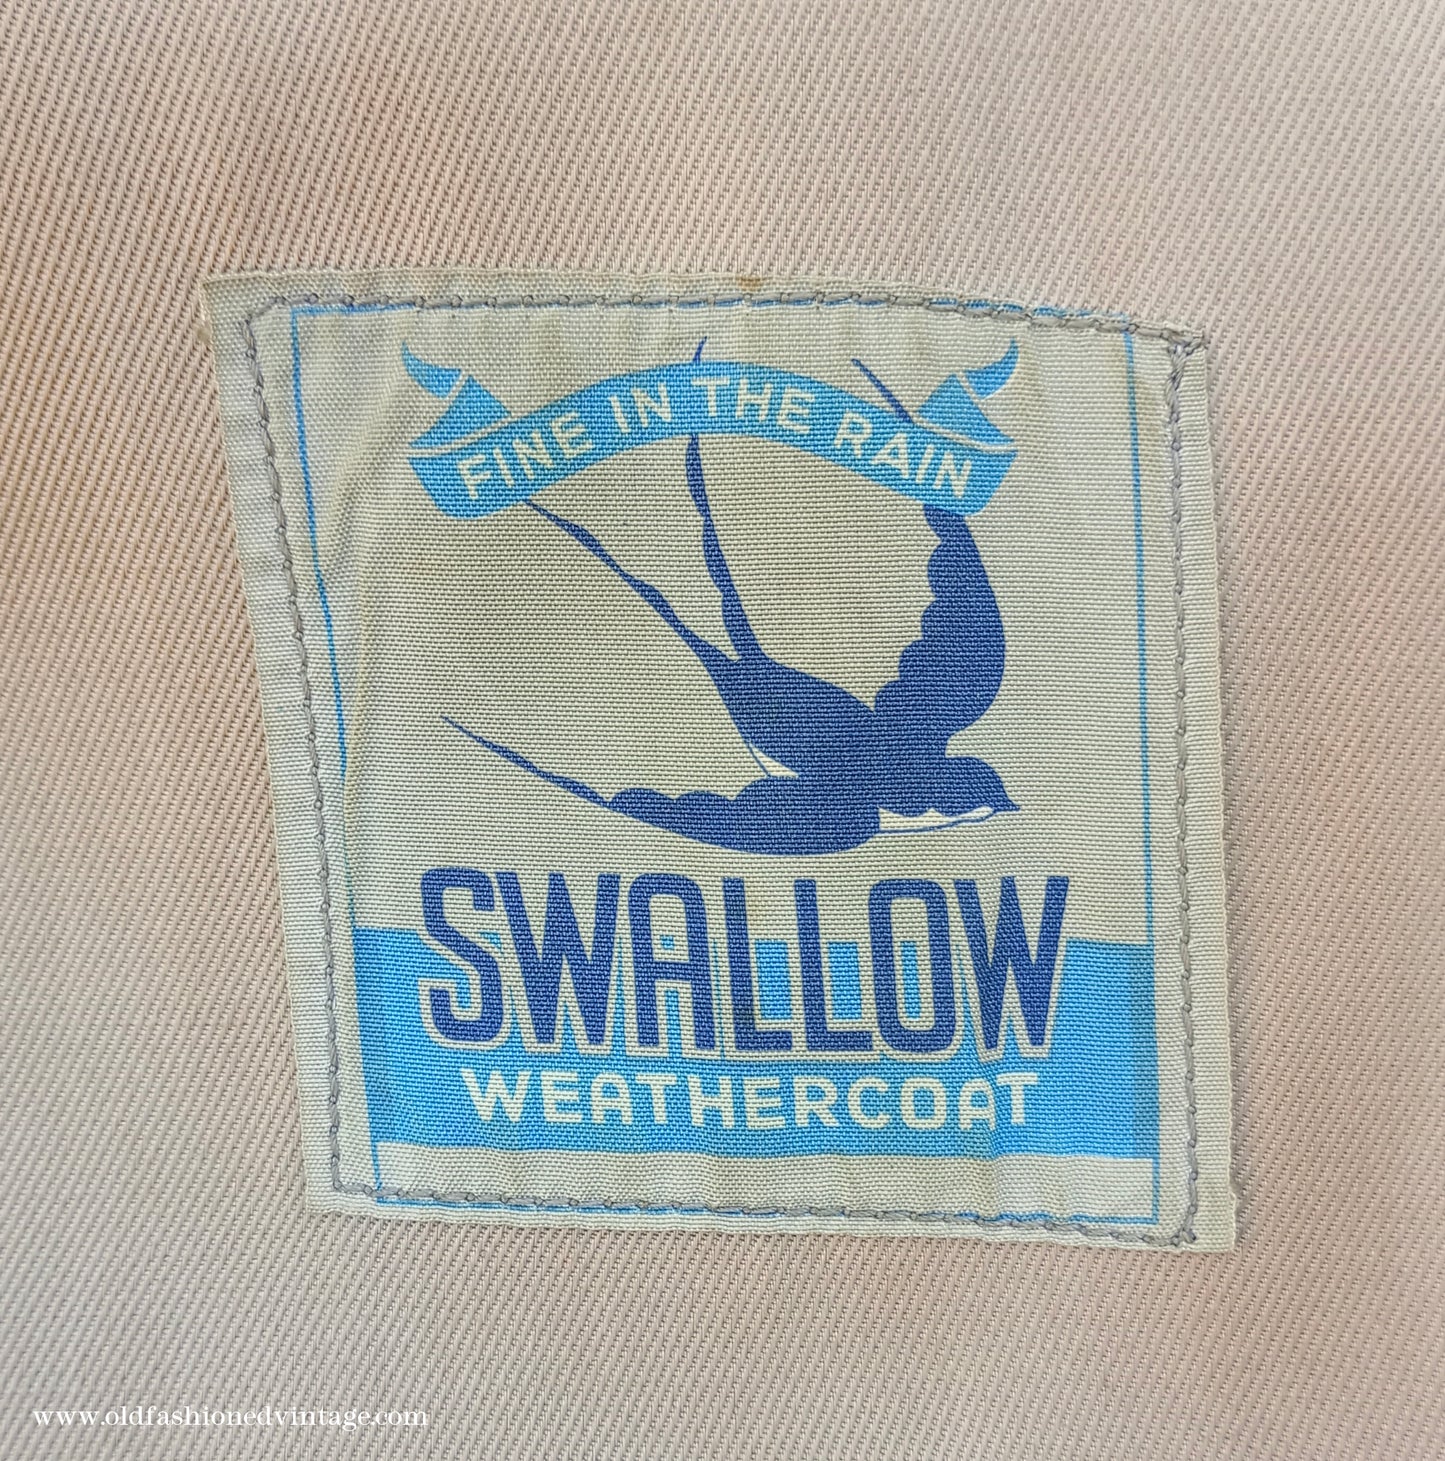 FINE IN THE RAIN
SWALLOW
WEATHERCOAT
www.oldfashionedvintage.com